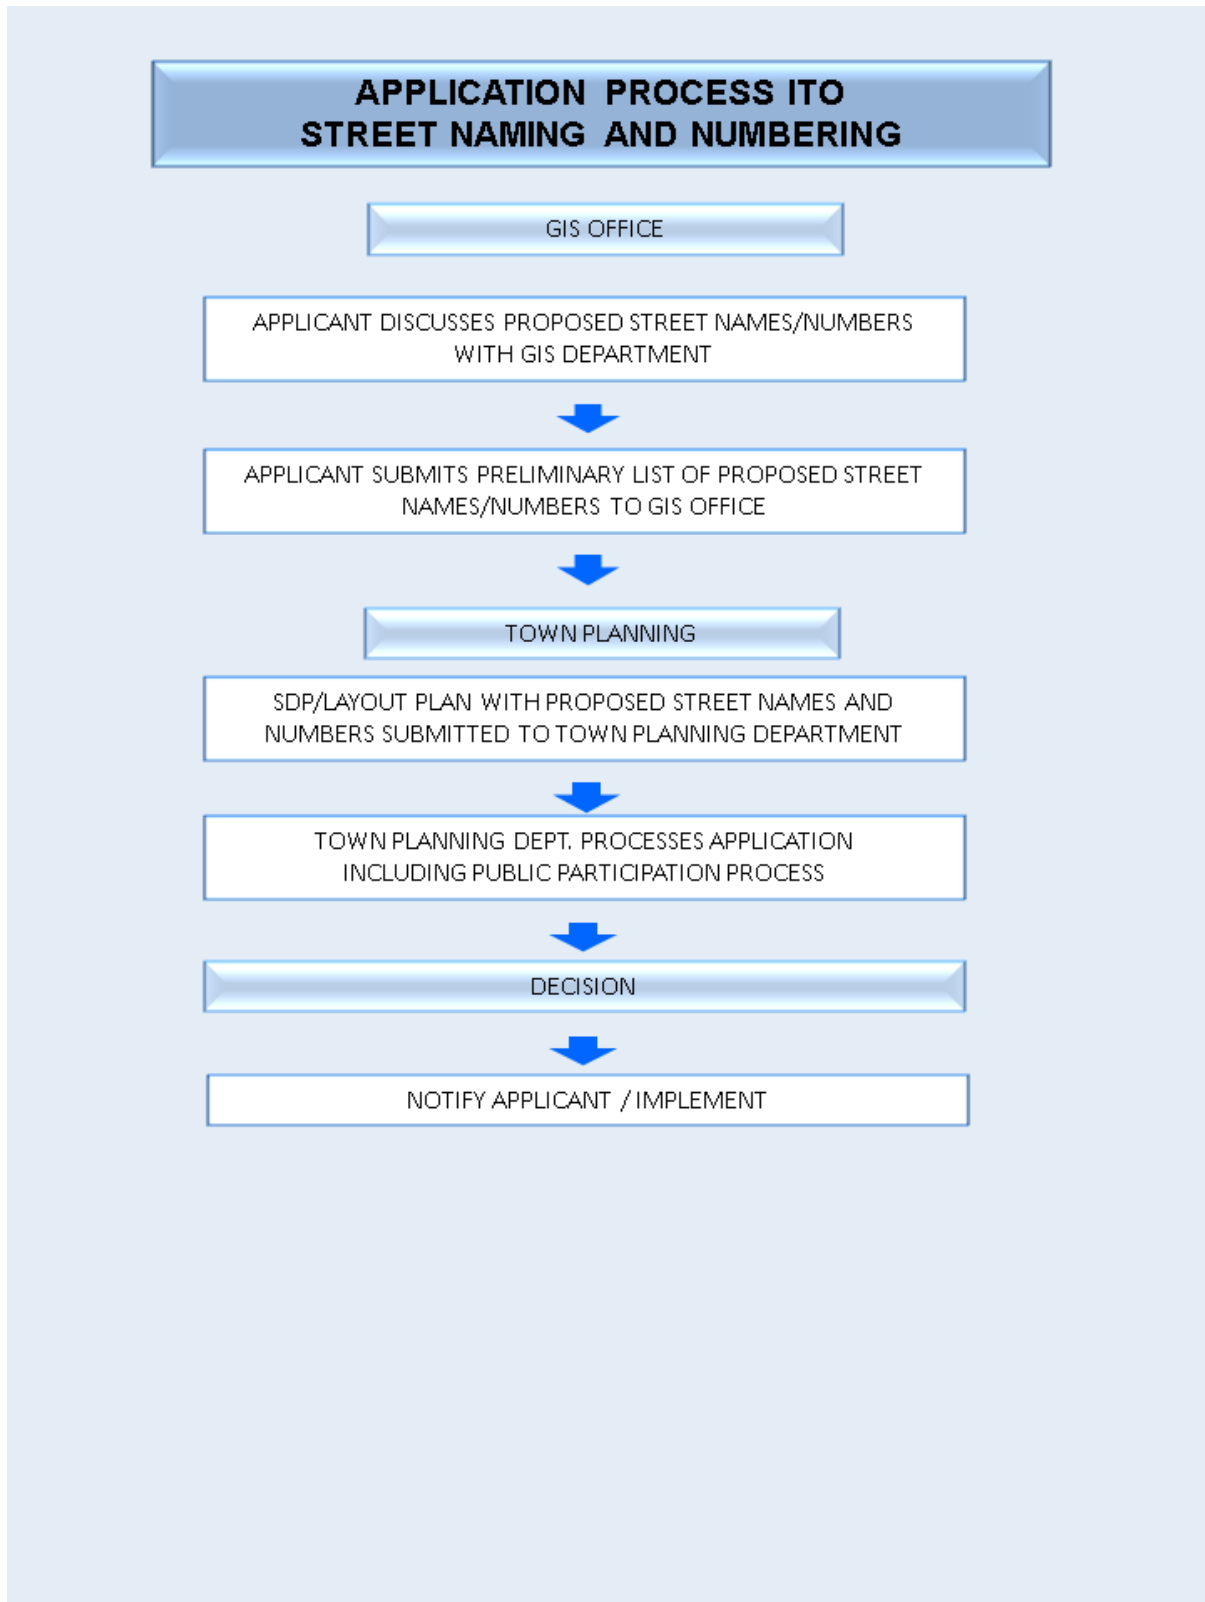 APPLICATION PROCESS ITO
STREET NAMING AND NUMBERING
GIS OFFICE
APPLICANT DISCUSSES PROPOSED STREET NAMES/NUMBERS
WITH GIS DEPARTMENT
APPLICANT SUBMITS PRELIMINARY LIST OF PROPOSED STREET
NAMES/NUMBERS TO GIS OFFICE
TOWN PLANNING
SDP/LAYOUT PLAN WITH PROPOSED STREET NAMES AND
NUMBERS SUBMITTED TO TOWN PLANNING DEPARTMENT
TOWN PLANNING DEPT. PROCESSES APPLICATION
INCLUDING PUBLIC PARTICIPATION PROCESS
DECISION
NOTIFY APPLICANT / IMPLEMENT